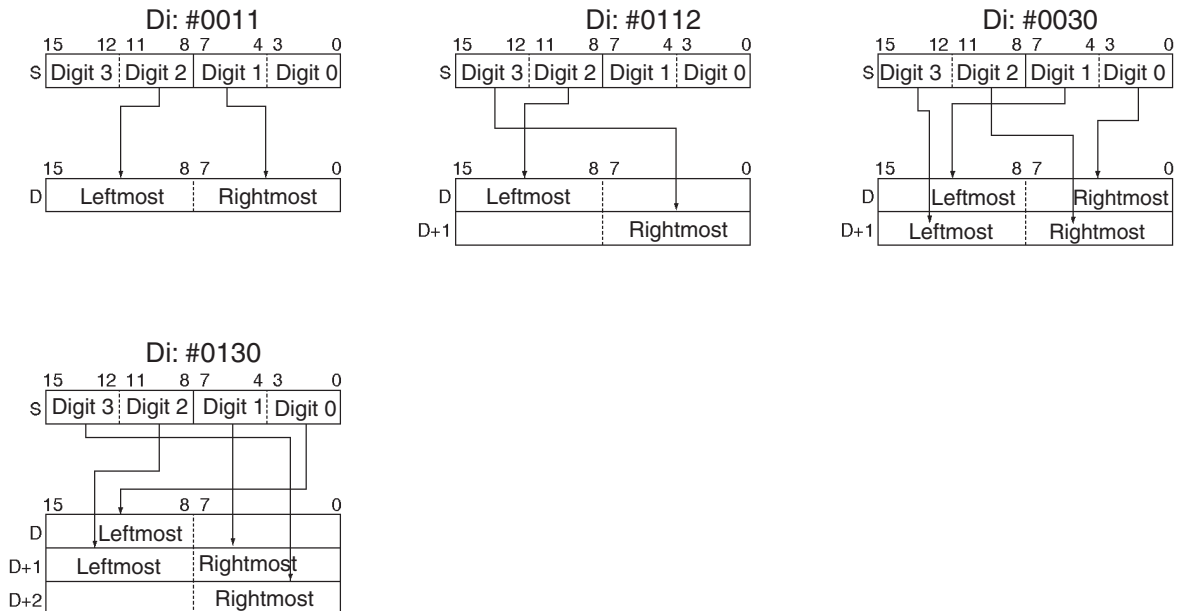 Di: #0011
15 12 11 8 7 4 3 0
S Digit 3 Digit 2 Digit 1 Digit 0
15 8 7 0
D Leftmost Rightmost
Di: #0112
15 12 11 8 7 4 3 0
S Digit 3 Digit 2 Digit 1 Digit 0
15 8 7 0
D Leftmost
D+1 Rightmost
Di: #0030
15 12 11 8 7 4 3 0
S Digit 3 Digit 2 Digit 1 Digit 0
15 8 7 0
D Leftmost Rightmost
D+1 Leftmost Rightmost
Di: #0130
15 12 11 8 7 4 3 0
S Digit 3 Digit 2 Digit 1 Digit 0
15 8 7 0
D Leftmost
D+1 Leftmost Rightmost
D+2 Rightmost